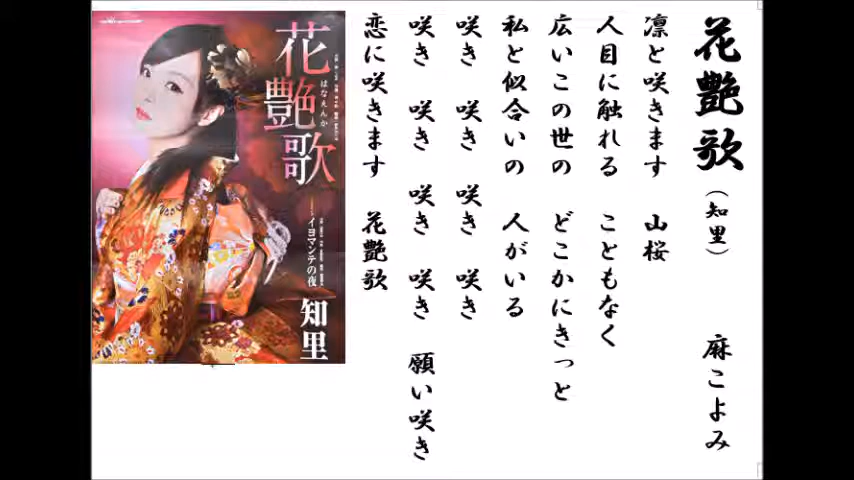 花艶歌（知里）　麻こよみ
凛と咲きます　山桜
人目に触れる　こともなく
広いこの世の　どこかにきっと
私と似合いの　人がいる
咲き　咲き　咲き　咲き
咲き　咲き　咲き　咲き　願い咲き
恋に咲きます　花艶歌
花艶歌
はなえんか
イヨマンテの夜
知里